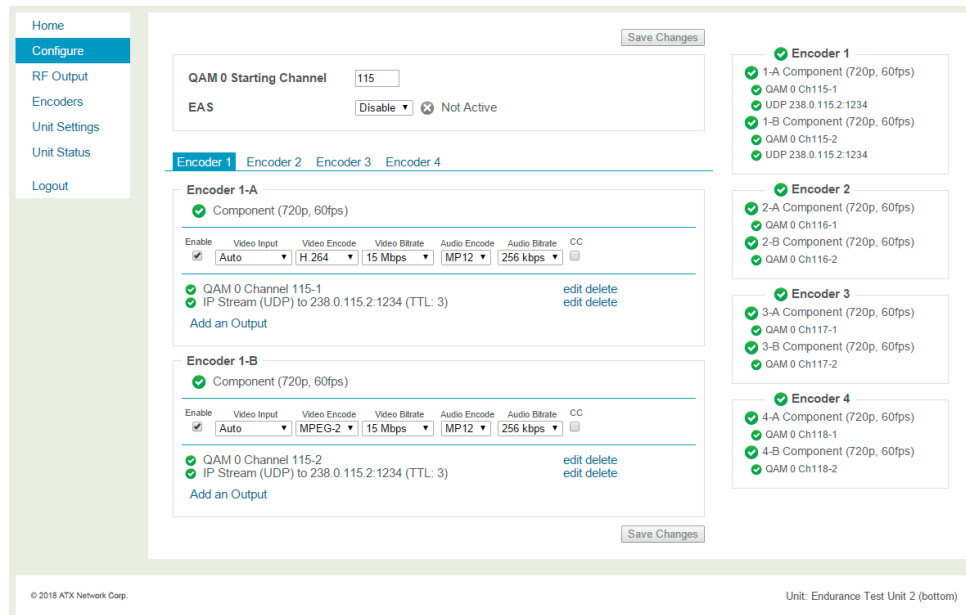 Home
Configure
RF Output
Encoders
Unit Settings
Unit Status
Logout
Save Changes
QAM 0 Starting Channel 115
EAS Disable Not Active
Encoder 1 Encoder 2 Encoder 3 Encoder 4
Encoder 1-A
Component (720p, 60fps)
Enable Video Input Video Encode Video Bitrate Audio Encode Audio Bitrate CC
Auto H.264 15 Mbps MP12 256 kbps
QAM 0 Channel 115-1 edit delete
IP Stream (UDP) to 238.0.115.2:1234 (TTL: 3) edit delete
Add an Output
Encoder 1-B
Component (720p, 60fps)
Enable Video Input Video Encode Video Bitrate Audio Encode Audio Bitrate CC
Auto MPEG-2 15 Mbps MP12 256 kbps
QAM 0 Channel 115-2 edit delete
IP Stream (UDP) to 238.0.115.2:1234 (TTL: 3) edit delete
Add an Output
Save Changes
Encoder 1
1-A Component (720p, 60fps)
QAM 0 Ch115-1
UDP 238.0.115.2:1234
1-B Component (720p, 60fps)
QAM 0 Ch115-2
UDP 238.0.115.2:1234
Encoder 2
2-A Component (720p, 60fps)
QAM 0 Ch116-1
2-B Component (720p, 60fps)
QAM 0 Ch116-2
Encoder 3
3-A Component (720p, 60fps)
QAM 0 Ch117-1
3-B Component (720p, 60fps)
QAM 0 Ch117-2
Encoder 4
4-A Component (720p, 60fps)
QAM 0 Ch118-1
4-B Component (720p, 60fps)
QAM 0 Ch118-2
© 2018 ATX Network Corp.
Unit: Endurance Test Unit 2 (bottom)